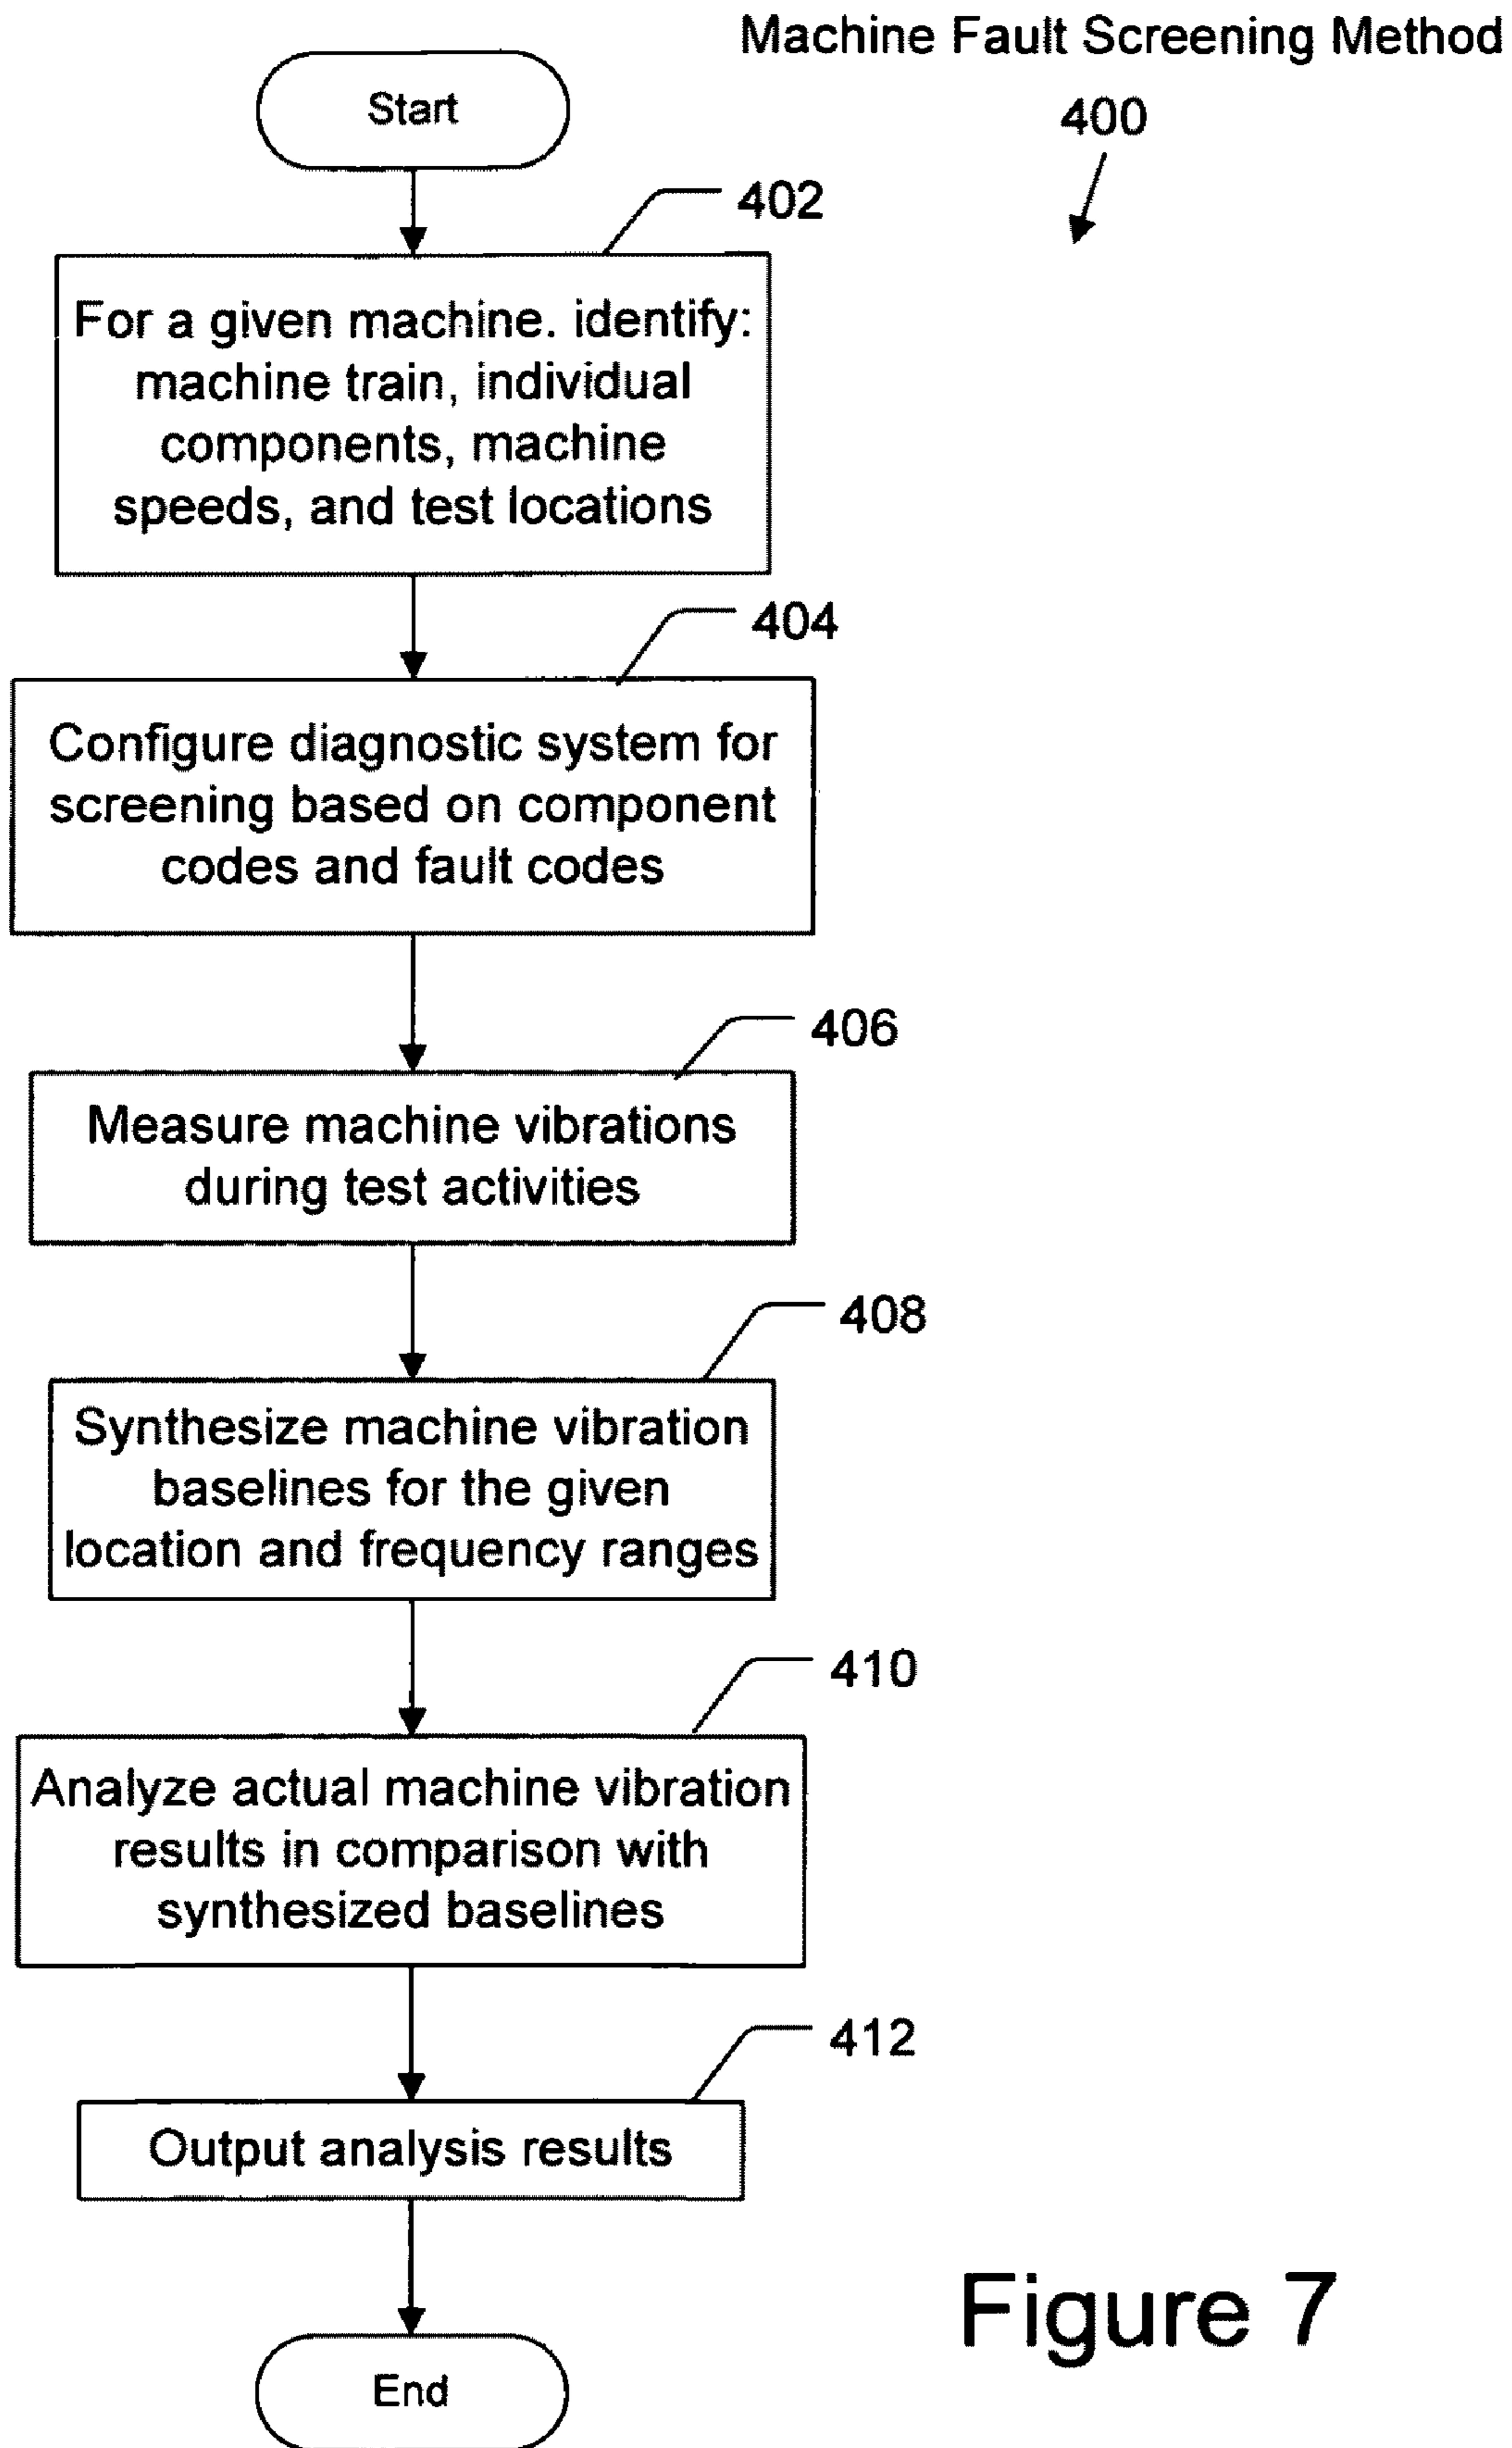 Machine Fault Screening Method
400
Start
402
For a given machine. identify:
machine train, individual
components, machine
speeds, and test locations
404
Configure diagnostic system for
screening based on component
codes and fault codes
406
Measure machine vibrations
during test activities
408
Synthesize machine vibration
baselines for the given
location and frequency ranges
410
Analyze actual machine vibration
results in comparison with
synthesized baselines
412
Output analysis results
End
Figure 7